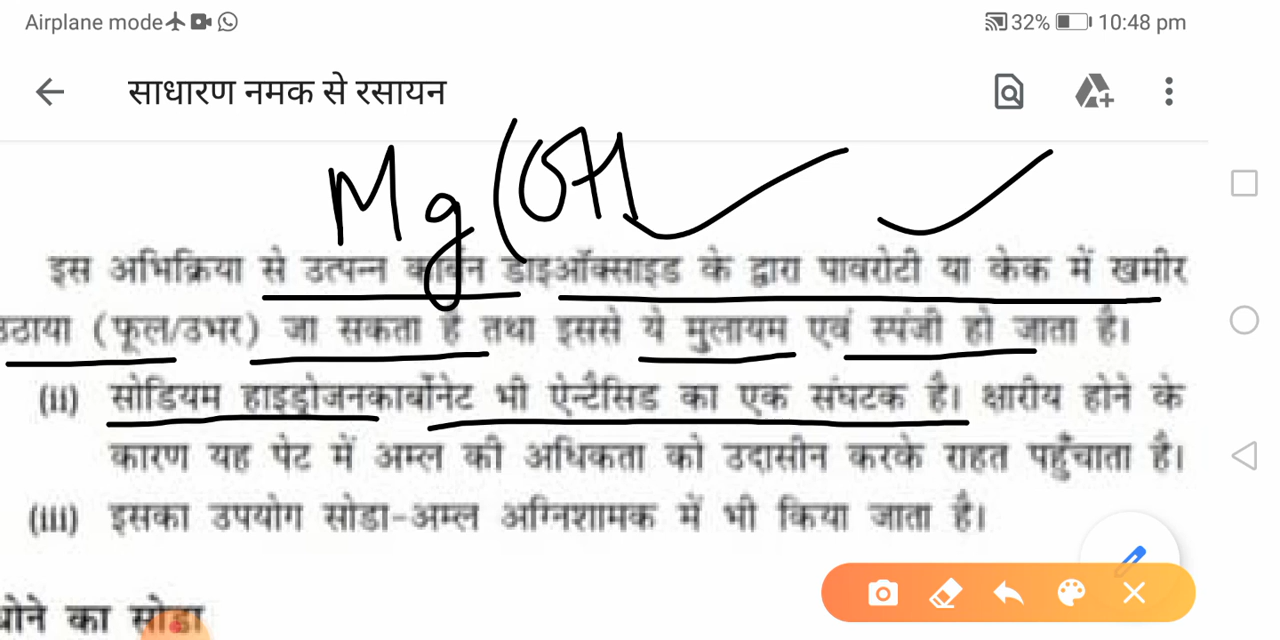 Airplane mode 32% 10:48 pm
साधारण नमक से रसायन
Mg(OH
इस अभिक्रिया से उत्पन्न कार्बन डाइऑक्साइड के द्वारा पावरोटी या केक में खमीर
उठाया (फूल/उभर) जा सकता है तथा इससे ये मुलायम एवं स्पंजी हो जाता है।
(ii) सोडियम हाइड्रोजनकार्बोनेट भी ऐन्टैसिड का एक संघटक है। क्षारीय होने के
कारण यह पेट में अम्ल की अधिकता को उदासीन करके राहत पहुँचाता है।
(iii) इसका उपयोग सोडा-अम्ल अग्निशामक में भी किया जाता है।
धोने का सोडा